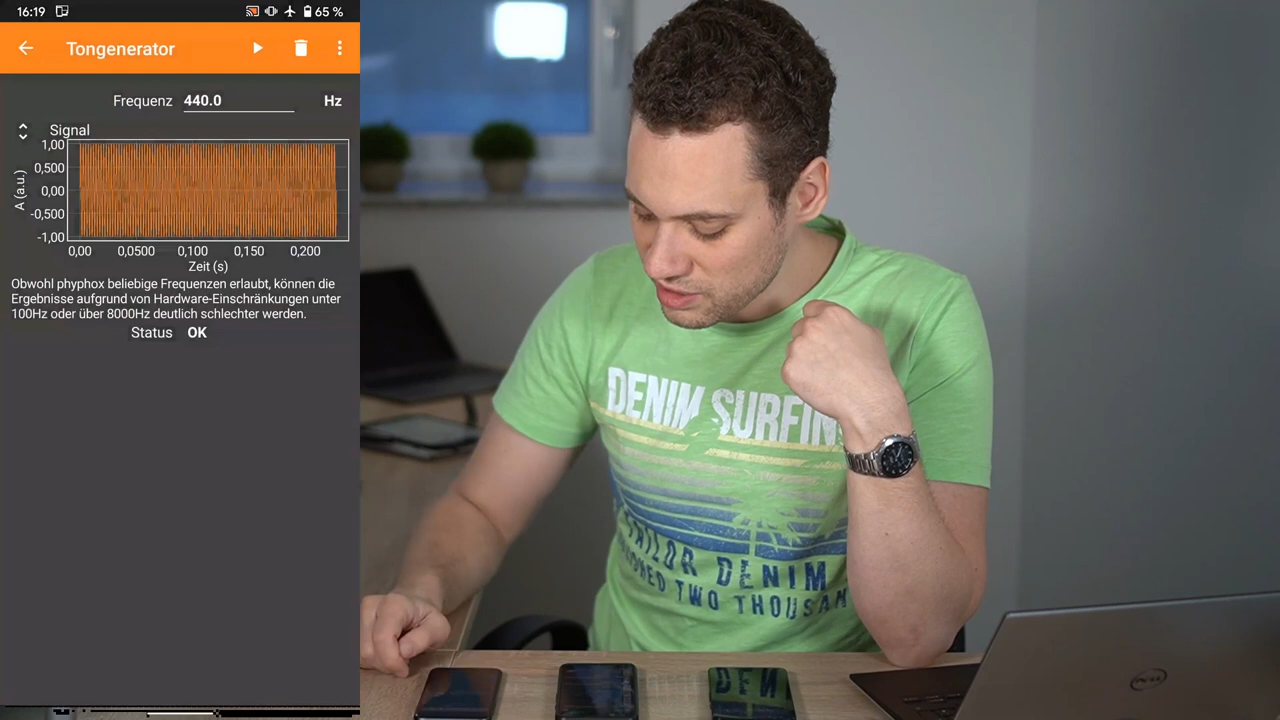 16:19
65 %
Tongenerator
Frequenz 440.0 Hz
Signal
1,00
0,500
0,00
-0,500
-1,00
A (a.u.)
0,00 0,0500 0,100 0,150 0,200
Zeit (s)
Obwohl phyphox beliebige Frequenzen erlaubt, können die
Ergebnisse aufgrund von Hardware-Einschränkungen unter
100Hz oder über 8000Hz deutlich schlechter werden.
Status OK
DENIM SURFIN
TAILOR DENIM
TWO THOUSAN
DELL